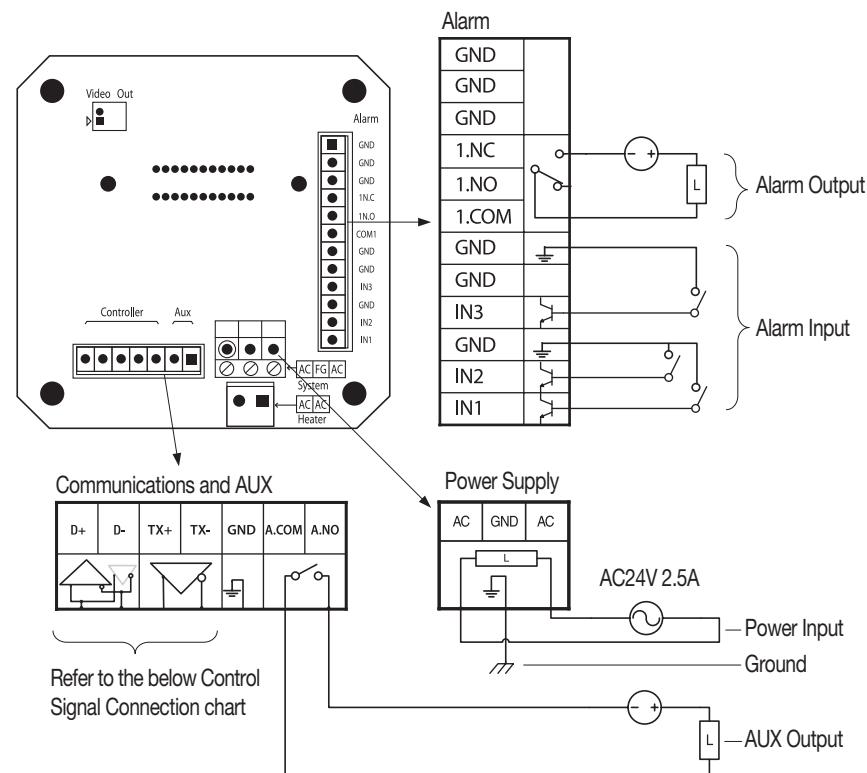 Alarm
GND
GND
GND
1.NC
1.NO
1.COM
GND
GND
IN3
GND
IN2
IN1
L
Alarm Output
Alarm Input
Video Out
Alarm
GND
GND
GND
1N.C
1N.O
COM1
GND
GND
IN3
GND
IN2
IN1
Controller Aux
AC FG AC
System
AC AC
Heater
Communications and AUX
D+ D- TX+ TX- GND A.COM A.NO
Refer to the below Control
Signal Connection chart
Power Supply
AC GND AC
L
AC24V 2.5A
Power Input
Ground
- +
L
AUX Output
- +